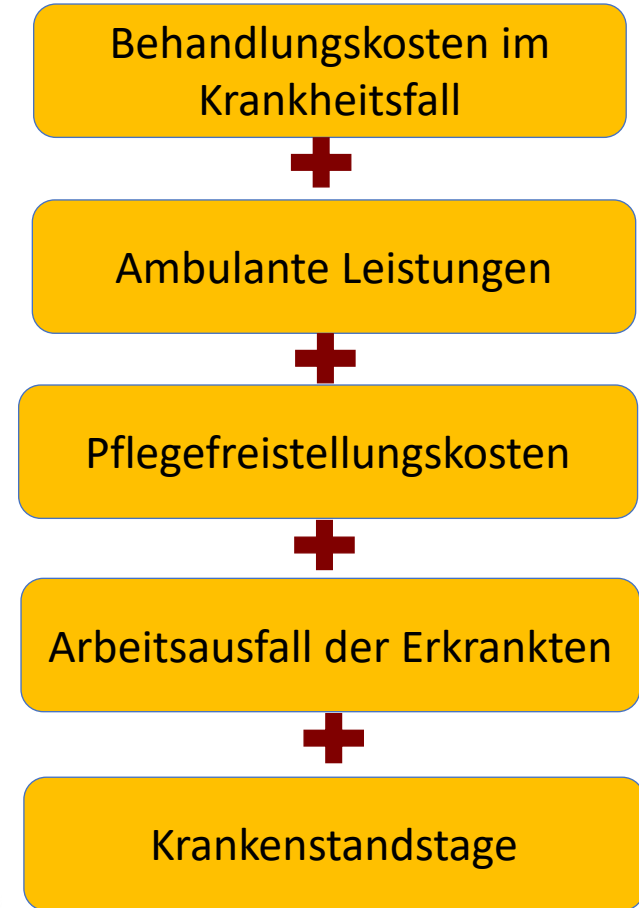 Behandlungskosten im
Krankheitsfall
Ambulante Leistungen
Pflegefreistellungskosten
Arbeitsausfall der Erkrankten
Krankenstandstage